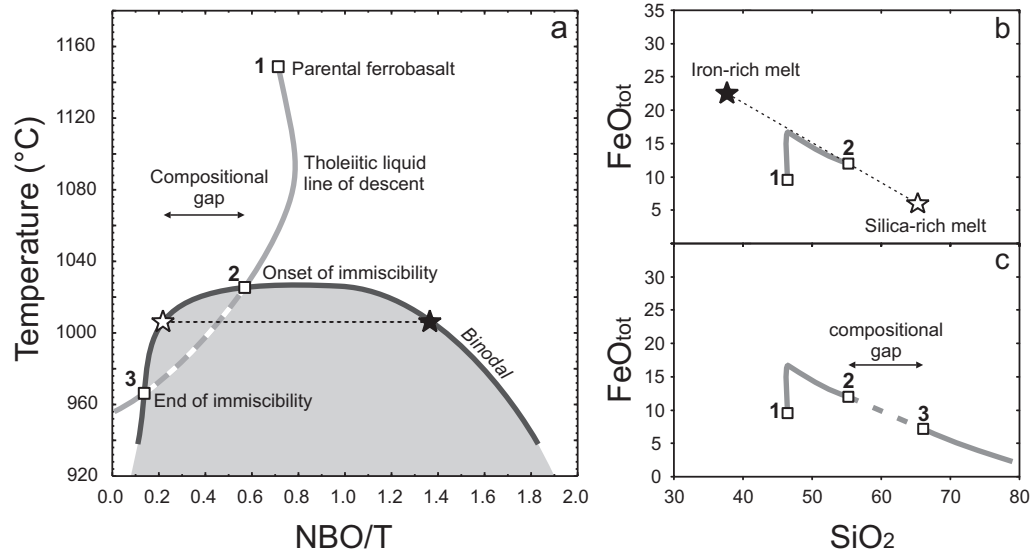 a
1160
1120
1080
1040
1000
960
920
Temperature (°C)
0.0 0.2 0.4 0.6 0.8 1.0 1.2 1.4 1.6 1.8 2.0
NBO/T
1 Parental ferrobasalt
Tholeiitic liquid
line of descent
Compositional
gap
2 Onset of immiscibility
3 End of immiscibility
Binodal
b
35
30
25
20
15
10
5
FeOtot
Iron-rich melt
1
2
Silica-rich melt
c
35
30
25
20
15
10
5
0
FeOtot
compositional
gap
1
2
3
30 40 50 60 70 80
SiO2